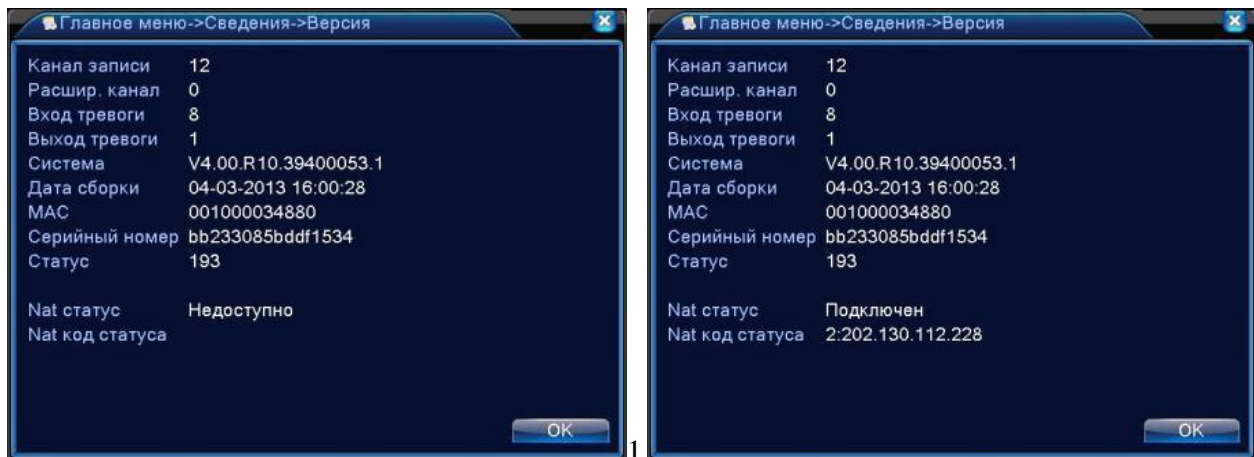 Главное меню->Сведения->Версия
Канал записи 12
Расшир. канал 0
Вход тревоги 8
Выход тревоги 1
Система V4.00.R10.39400053.1
Дата сборки 04-03-2013 16:00:28
MAC 001000034880
Серийный номер bb233085bddf1534
Статус 193
Nat статус Недоступно
Nat код статуса
OK
1
Главное меню->Сведения->Версия
Канал записи 12
Расшир. канал 0
Вход тревоги 8
Выход тревоги 1
Система V4.00.R10.39400053.1
Дата сборки 04-03-2013 16:00:28
MAC 001000034880
Серийный номер bb233085bddf1534
Статус 193
Nat статус Подключен
Nat код статуса 2:202.130.112.228
OK